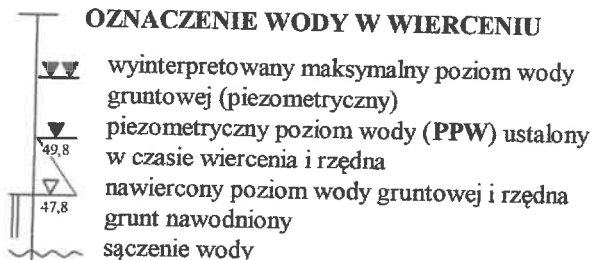 OZNACZENIE WODY W WIERCENIU
wyinterpretowany maksymalny poziom wody
gruntowej (piezometryczny)
piezometryczny poziom wody (PPW) ustalony
49,8
w czasie wiercenia i rzędna
nawiercony poziom wody gruntowej i rzędna
47,8
grunt nawodniony
sączenie wody